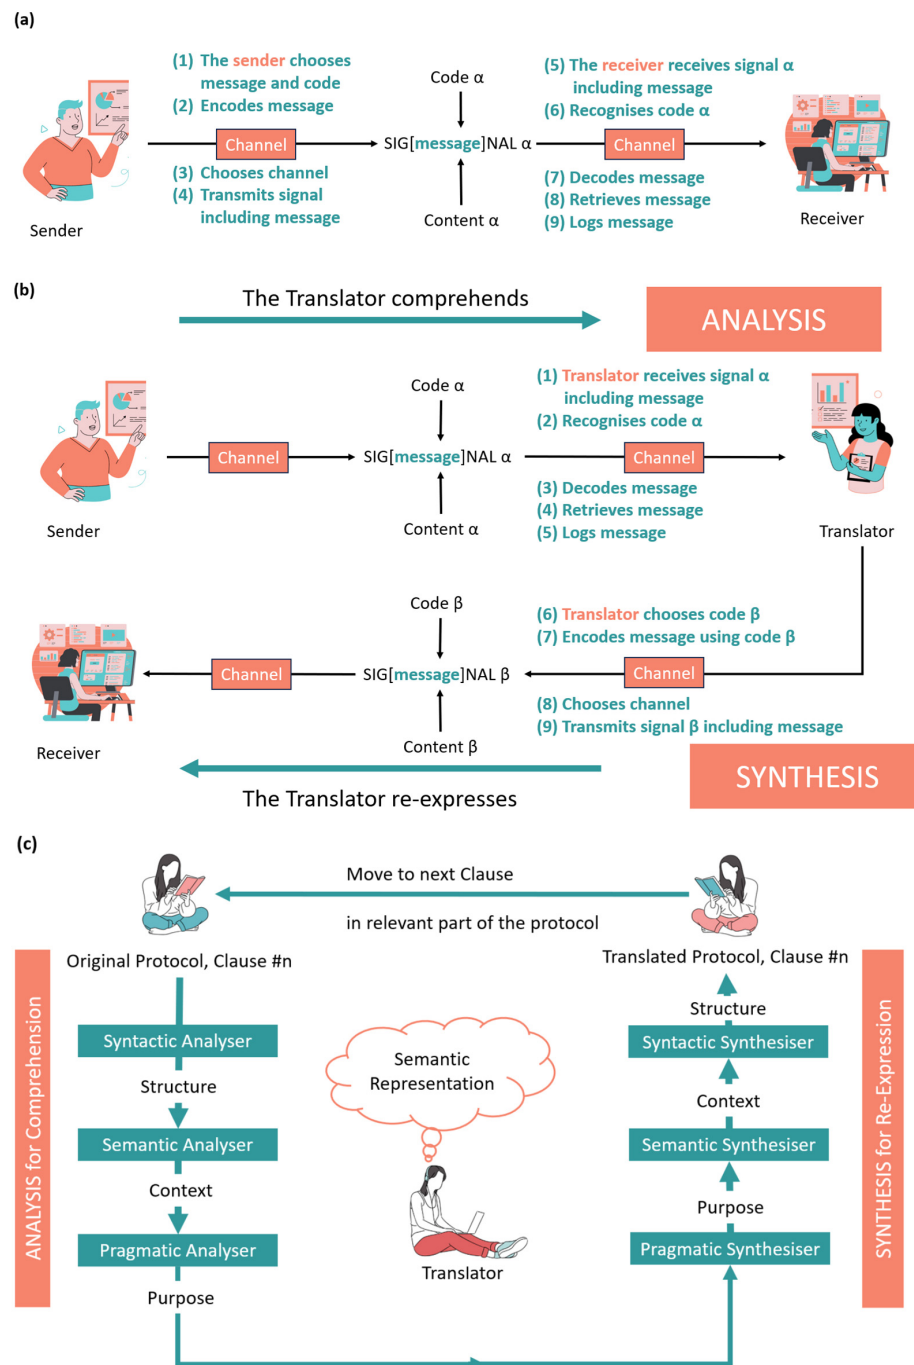 (a)
(1) The sender chooses
message and code
(2) Encodes message
Channel
(3) Chooses channel
(4) Transmits signal
including message
Sender
Code α
SIG[message]NAL α
Content α
(5) The receiver receives signal α
including message
(6) Recognises code α
Channel
(7) Decodes message
(8) Retrieves message
(9) Logs message
Receiver
(b)
The Translator comprehends
ANALYSIS
Sender
Channel
Code α
SIG[message]NAL α
Content α
(1) Translator receives signal α
including message
(2) Recognises code α
Channel
(3) Decodes message
(4) Retrieves message
(5) Logs message
Translator
Receiver
Channel
Code β
SIG[message]NAL β
Content β
(6) Translator chooses code β
(7) Encodes message using code β
Channel
(8) Chooses channel
(9) Transmits signal β including message
The Translator re-expresses
SYNTHESIS
(c)
Move to next Clause
in relevant part of the protocol
ANALYSIS for Comprehension
Original Protocol, Clause #n
Syntactic Analyser
Structure
Semantic Analyser
Context
Pragmatic Analyser
Purpose
Semantic
Representation
Translator
Translated Protocol, Clause #n
Structure
Syntactic Synthesiser
Context
Semantic Synthesiser
Purpose
Pragmatic Synthesiser
SYNTHESIS for Re-Expression